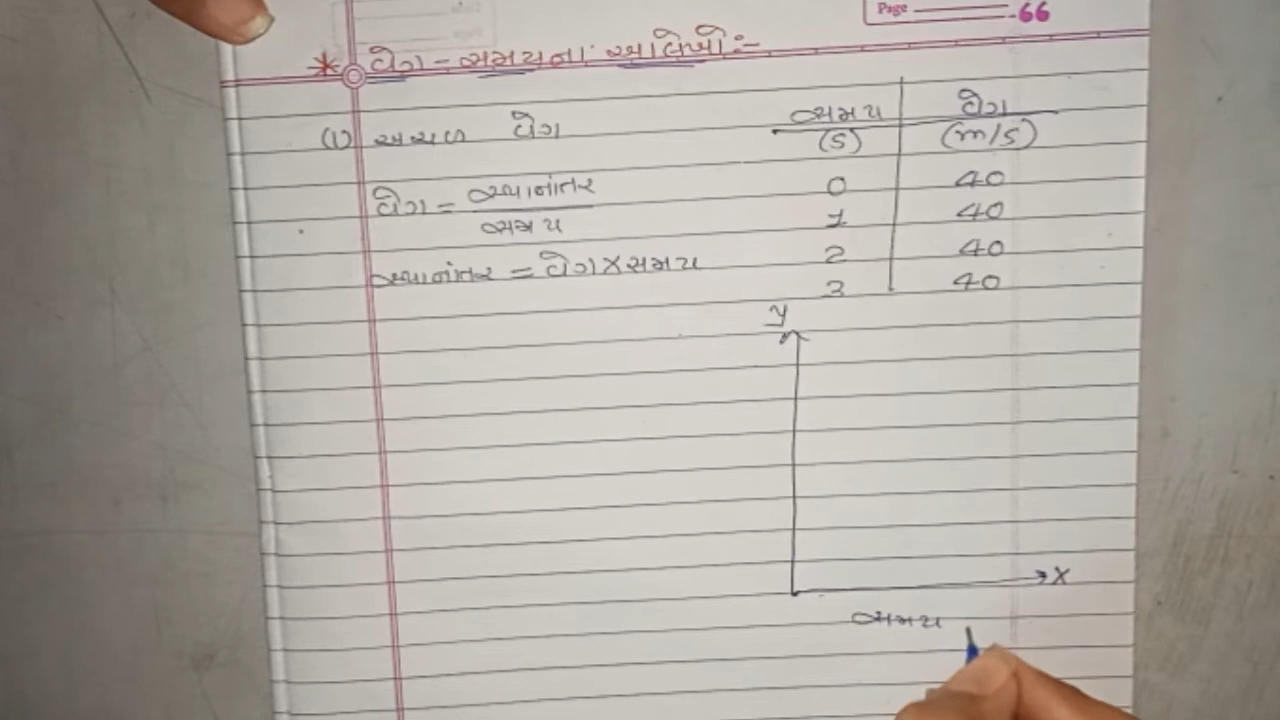 Page 66
* વેગ - સમયના આલેખો :-
(1) અચળ વેગ
વેગ = સ્થાનાંતર / સમય
સ્થાનાંતર = વેગ X સમય
સમય (s) વેગ (m/s)
0 40
1 40
2 40
3 40
y
X
સમય